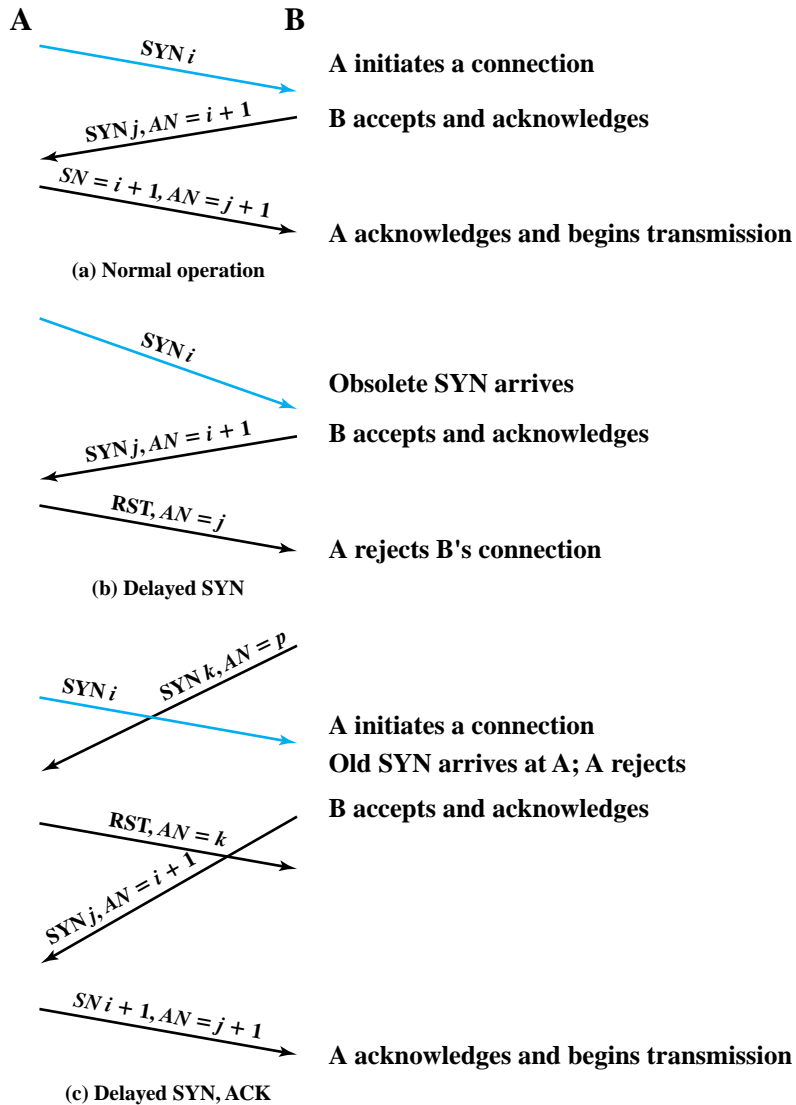 A
B
SYN i
A initiates a connection
SYN j, AN = i + 1
B accepts and acknowledges
SN = i + 1, AN = j + 1
A acknowledges and begins transmission
(a) Normal operation
SYN i
Obsolete SYN arrives
SYN j, AN = i + 1
B accepts and acknowledges
RST, AN = j
A rejects B's connection
(b) Delayed SYN
SYN k, AN = p
SYN i
A initiates a connection
Old SYN arrives at A; A rejects
B accepts and acknowledges
RST, AN = k
SYN j, AN = i + 1
SN i + 1, AN = j + 1
A acknowledges and begins transmission
(c) Delayed SYN, ACK